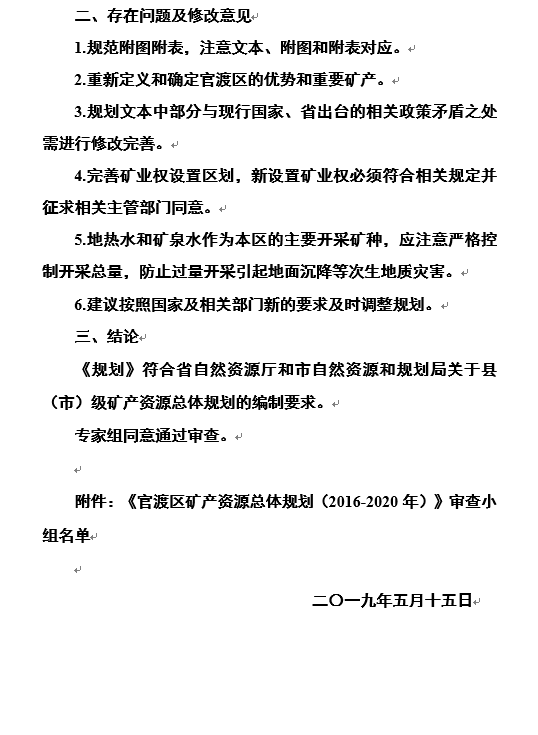 二、存在问题及修改意见
1.规范附图附表，注意文本、附图和附表对应。
2.重新定义和确定官渡区的优势和重要矿产。
3.规划文本中部分与现行国家、省出台的相关政策矛盾之处
需进行修改完善。
4.完善矿业权设置区划，新设置矿业权必须符合相关规定并
征求相关主管部门同意。
5.地热水和矿泉水作为本区的主要开采矿种，应注意严格控
制开采总量，防止过量开采引起地面沉降等次生地质灾害。
6.建议按照国家及相关部门新的要求及时调整规划。
三、结论
《规划》符合省自然资源厅和市自然资源和规划局关于县
（市）级矿产资源总体规划的编制要求。
专家组同意通过审查。
附件：《官渡区矿产资源总体规划（2016-2020年）》审查小
组名单
二〇一九年五月十五日